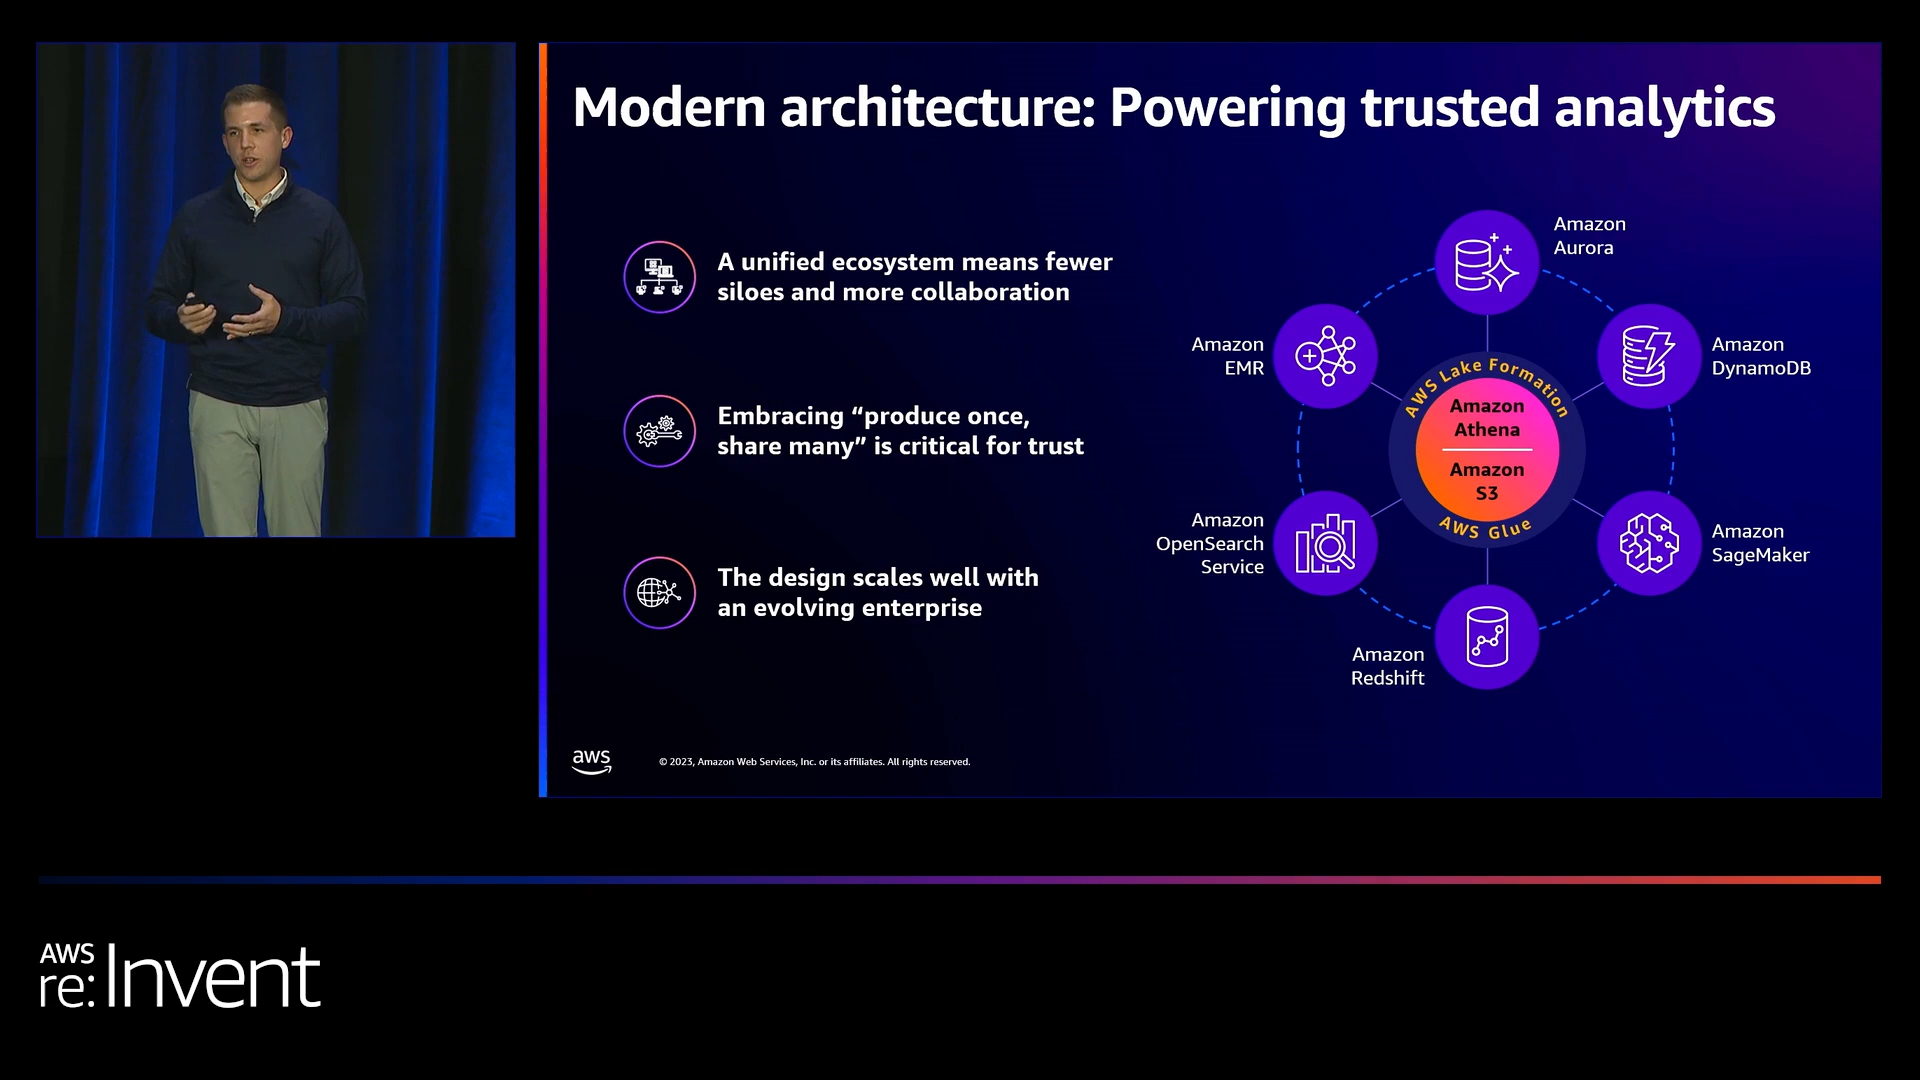 Modern architecture: Powering trusted analytics
A unified ecosystem means fewer
siloes and more collaboration
Embracing “produce once,
share many” is critical for trust
The design scales well with
an evolving enterprise
Amazon
Aurora
Amazon
EMR
Amazon
DynamoDB
AWS Lake Formation
Amazon
Athena
Amazon
S3
AWS Glue
Amazon
OpenSearch
Service
Amazon
SageMaker
Amazon
Redshift
aws
© 2023, Amazon Web Services, Inc. or its affiliates. All rights reserved.
AWS
re:Invent